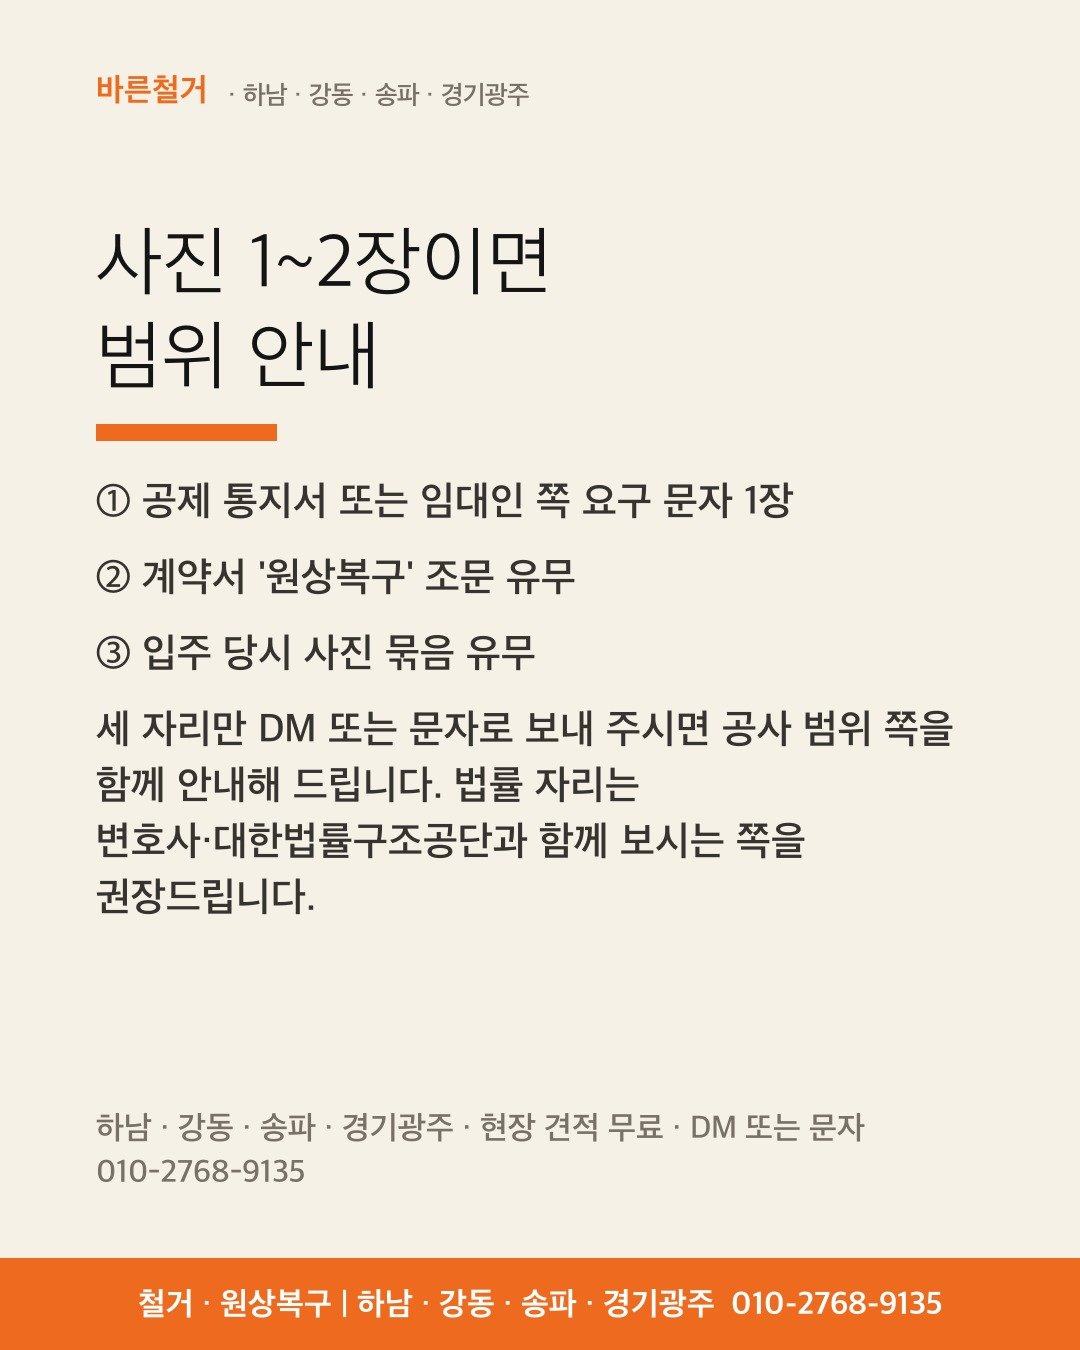 바른철거 · 하남 · 강동 · 송파 · 경기광주
사진 1~2장이면
범위 안내
① 공제 통지서 또는 임대인 쪽 요구 문자 1장
② 계약서 '원상복구' 조문 유무
③ 입주 당시 사진 묶음 유무
세 자리만 DM 또는 문자로 보내 주시면 공사 범위 쪽을
함께 안내해 드립니다. 법률 자리는
변호사·대한법률구조공단과 함께 보시는 쪽을
권장드립니다.
하남 · 강동 · 송파 · 경기광주 · 현장 견적 무료 · DM 또는 문자
010-2768-9135
철거 · 원상복구 | 하남 · 강동 · 송파 · 경기광주 010-2768-9135